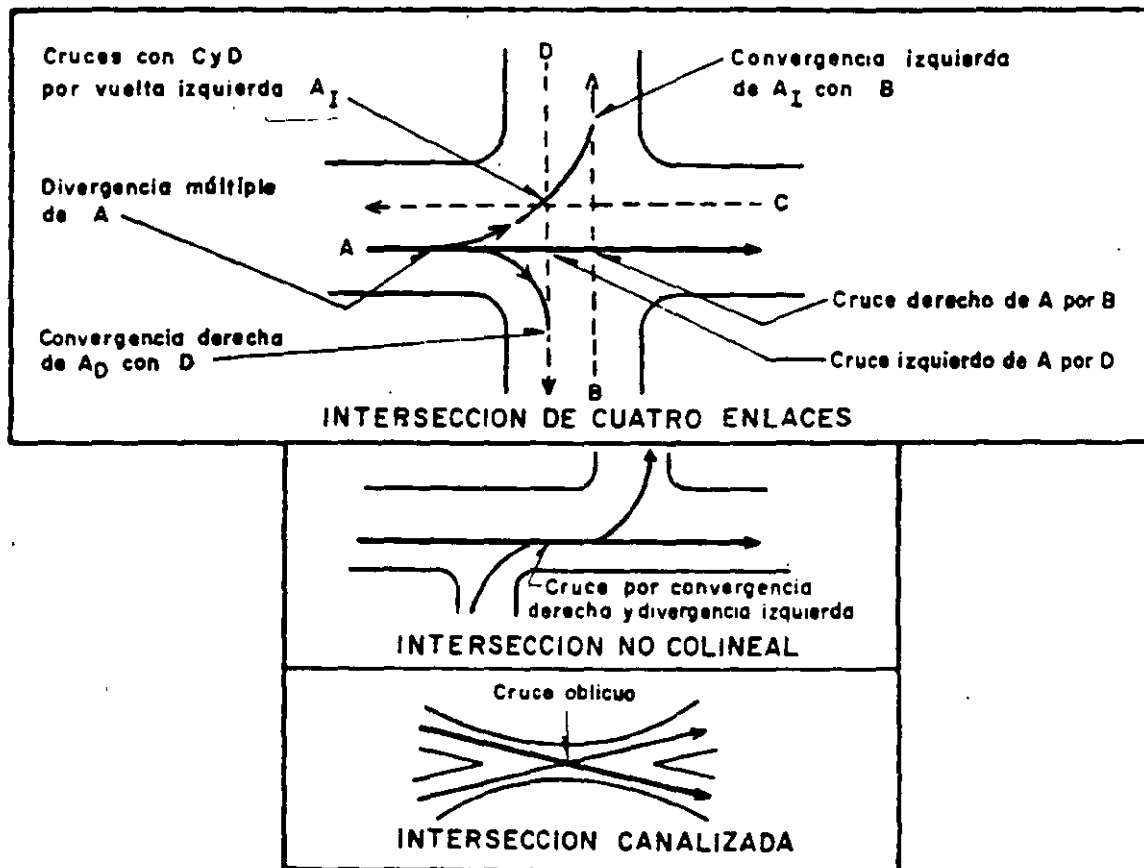 Cruces con C y D
por vuelta izquierda A_I
D
Convergencia izquierda
de A_I con B
Divergencia múltiple
de A
C
A
Convergencia derecha
de A_D con D
Cruce derecho de A por B
Cruce izquierdo de A por D
B
INTERSECCION DE CUATRO ENLACES
Cruce por convergencia
derecha y divergencia izquierda
INTERSECCION NO COLINEAL
Cruce oblicuo
INTERSECCION CANALIZADA